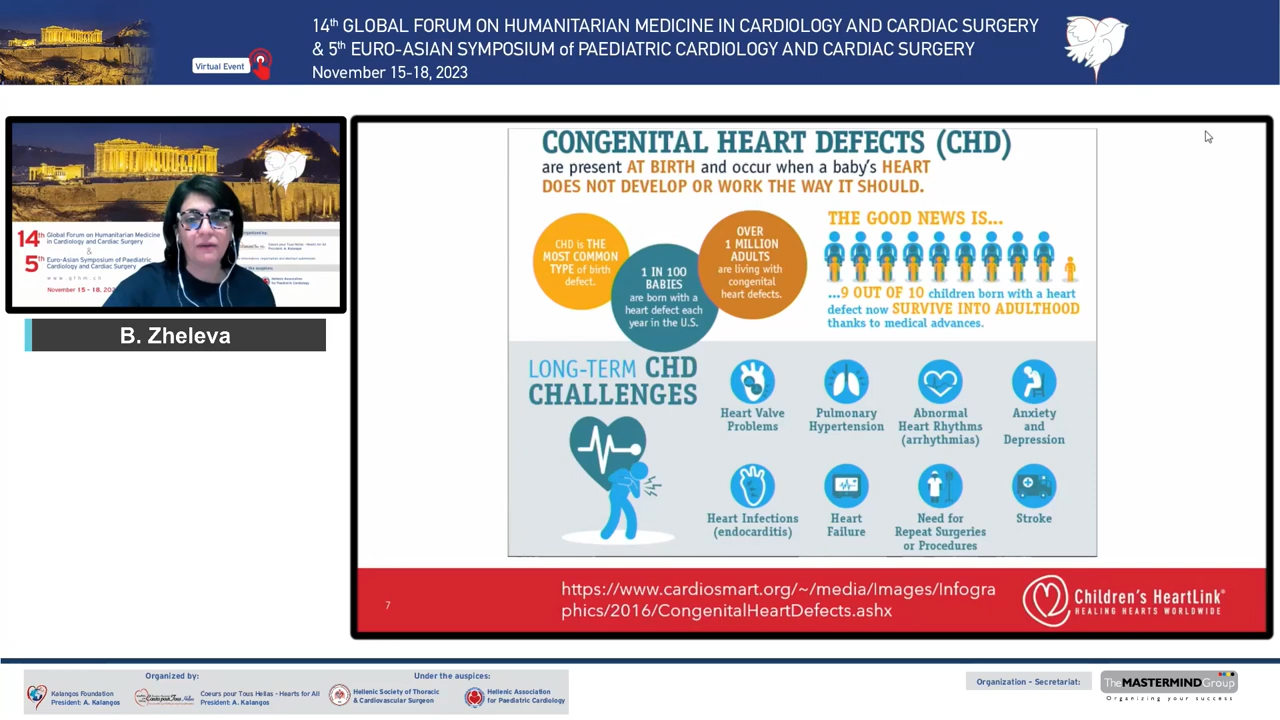 14th GLOBAL FORUM ON HUMANITARIAN MEDICINE IN CARDIOLOGY AND CARDIAC SURGERY
& 5th EURO-ASIAN SYMPOSIUM of PAEDIATRIC CARDIOLOGY AND CARDIAC SURGERY
November 15-18, 2023
Virtual Event
14th
Global Forum on Humanitarian Medicine
in Cardiology and Cardiac Surgery
&
5th
Euro-Asian Symposium of Paediatric
Cardiology and Cardiac Surgery
November 15 - 18, 202
B. Zheleva
CONGENITAL HEART DEFECTS (CHD)
are present AT BIRTH and occur when a baby's HEART
DOES NOT DEVELOP OR WORK THE WAY IT SHOULD.
CHD is THE
MOST COMMON
TYPE of birth
defect.
1 IN 100
BABIES
are born with a
heart defect each
year in the U.S.
OVER
1 MILLION
ADULTS
are living with
congenital
heart defects.
THE GOOD NEWS IS...
...9 OUT OF 10 children born with a heart
defect now SURVIVE INTO ADULTHOOD
thanks to medical advances.
LONG-TERM CHD
CHALLENGES
Heart Valve
Problems
Pulmonary
Hypertension
Abnormal
Heart Rhythms
(arrhythmias)
Anxiety
and
Depression
Heart Infections
(endocarditis)
Heart
Failure
Need for
Repeat Surgeries
or Procedures
Stroke
7
https://www.cardiosmart.org/~/media/Images/Infogra
phics/2016/CongenitalHeartDefects.ashx
Children's HeartLink®
HEALING HEARTS WORLDWIDE
Organized by:
Kalangos Foundation
President: A. Kalangos
Coeurs pour Tous Hellas - Hearts for All
President: A. Kalangos
Under the auspices:
Hellenic Society of Thoracic
& Cardiovascular Surgeon
Hellenic Association
for Paediatric Cardiology
Organization - Secretariat:
The MASTERMIND Group
Organizing your success